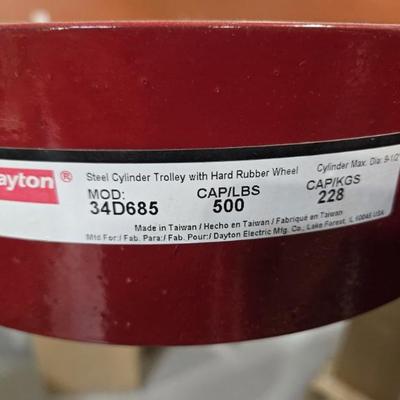 ayton®
Steel Cylinder Trolley with Hard Rubber Wheel Cylinder Max. Dia: 9-1/2"
MOD: CAP/LBS CAP/KGS
34D685 500 228
Made in Taiwan / Hecho en Taiwan / Fabriqué en Taiwan
Mfd For:/ Fab. Para:/ Fab. Pour:/ Dayton Electric Mfg. Co., Lake Forest, IL 60045 USA